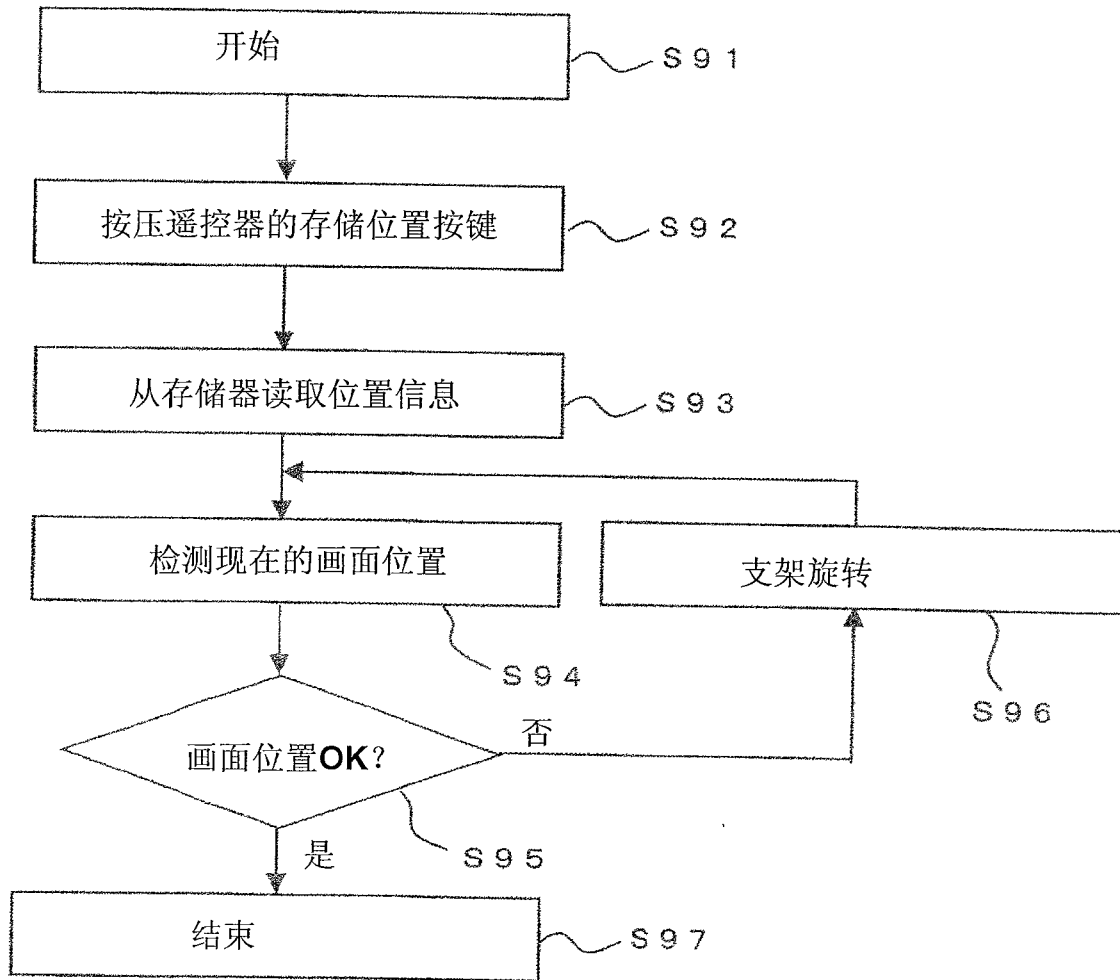 开始
S91
按压遥控器的存储位置按键
S92
从存储器读取位置信息
S93
检测现在的画面位置
支架旋转
S94
S96
否
画面位置OK?
S95
是
结束
S97